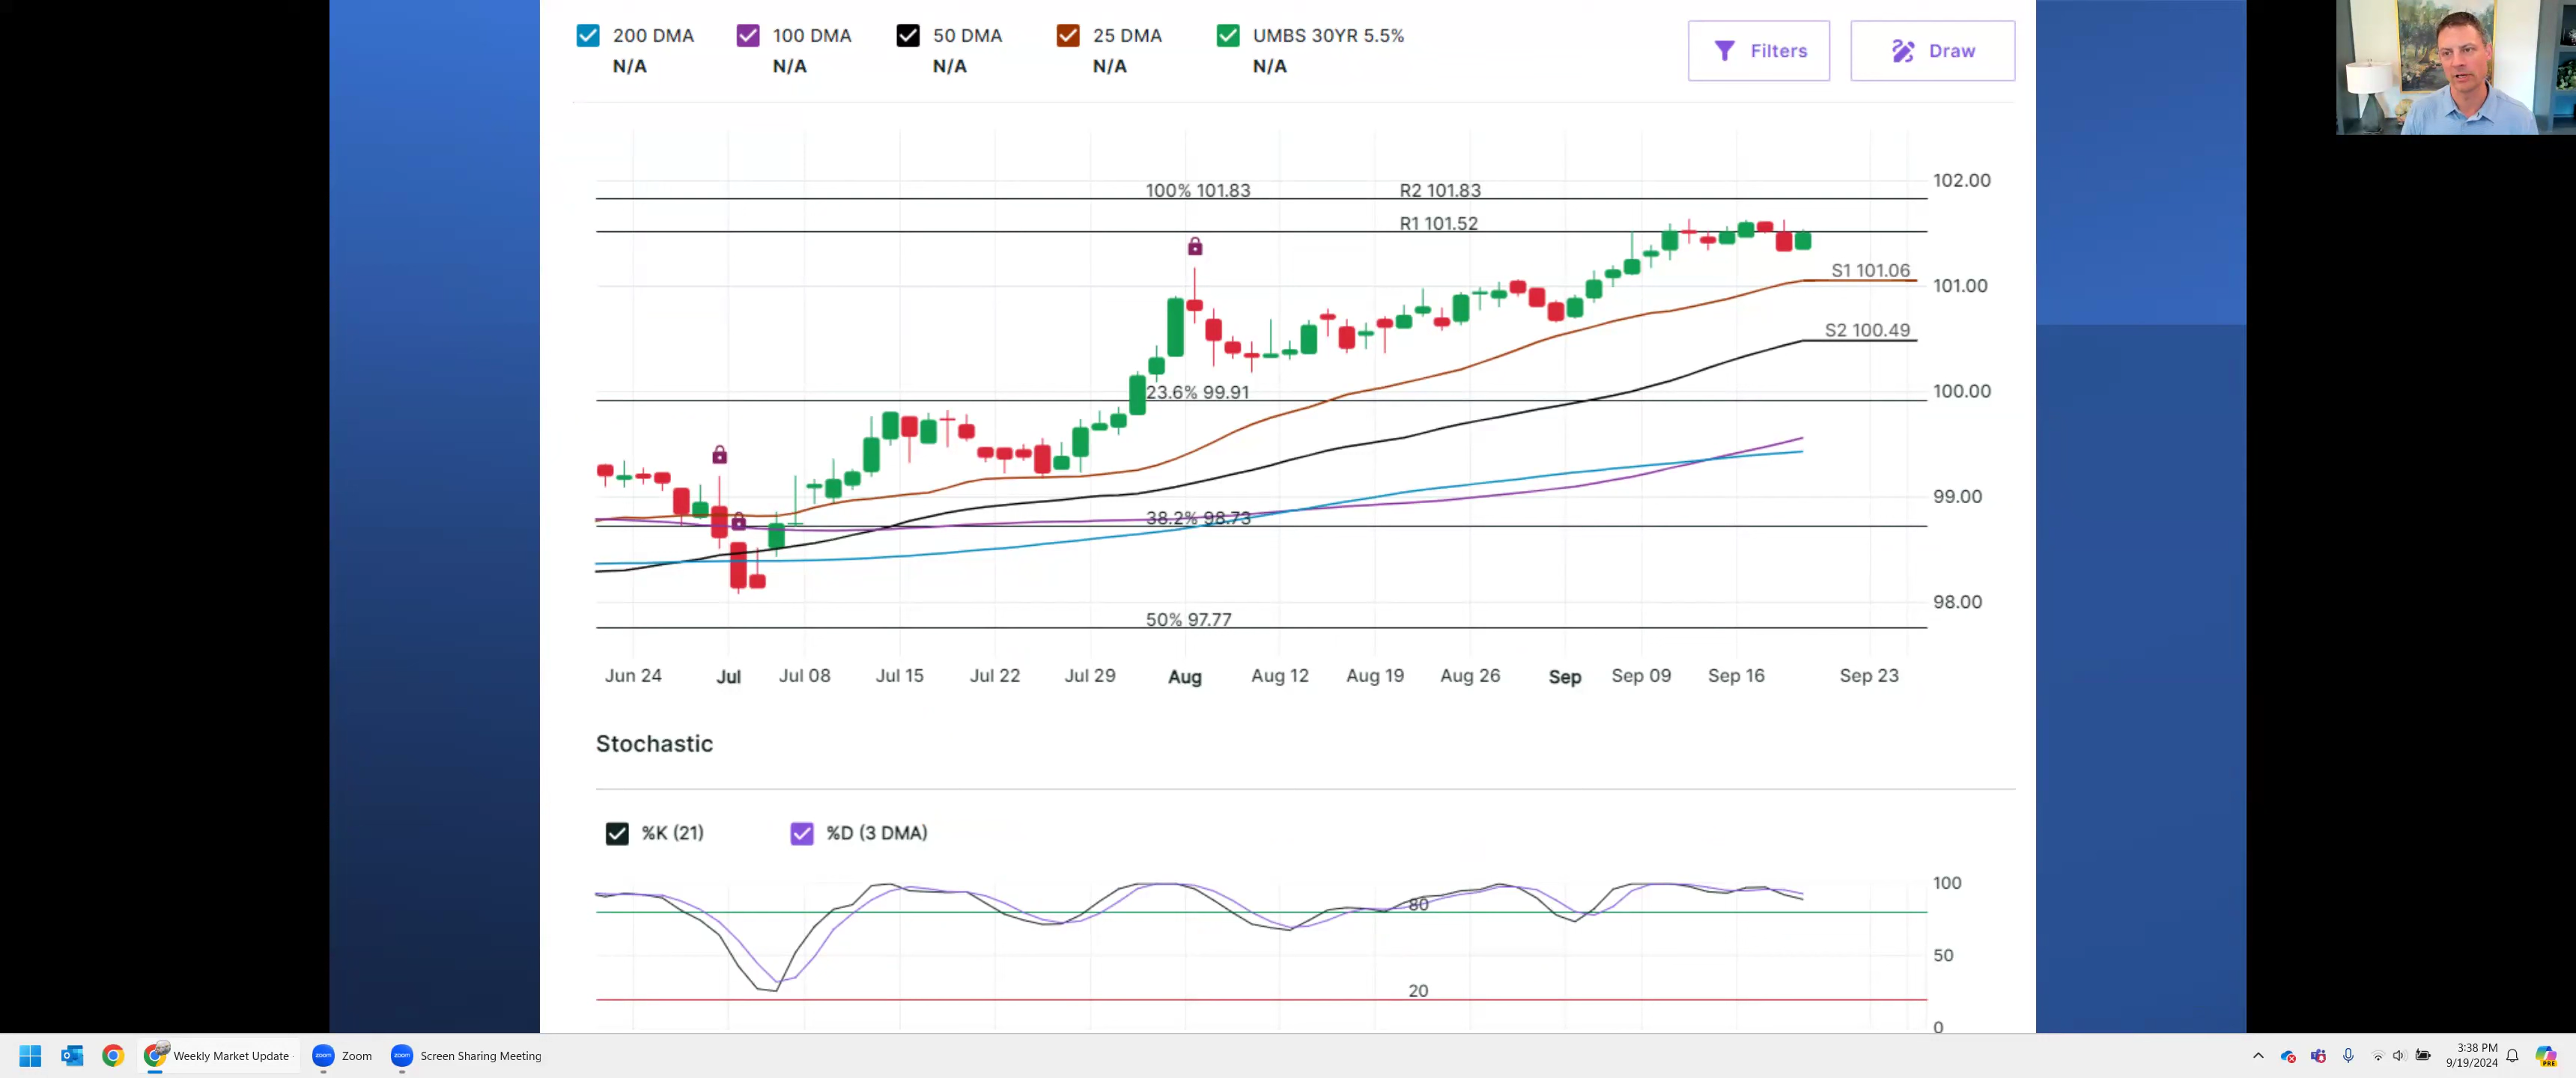 200 DMA 100 DMA 50 DMA 25 DMA UMBS 30YR 5.5%
N/A N/A N/A N/A N/A
Filters Draw
102.00
100% 101.83 R2 101.83
R1 101.52
S1 101.06
101.00
S2 100.49
100.00
23.6% 99.91
99.00
38.2% 98.73
98.00
50% 97.77
Jun 24 Jul Jul 08 Jul 15 Jul 22 Jul 29 Aug Aug 12 Aug 19 Aug 26 Sep Sep 09 Sep 16 Sep 23
Stochastic
%K (21) %D (3 DMA)
100
80
50
20
0
Weekly Market Update zoom Zoom zoom Screen Sharing Meeting
3:38 PM
9/19/2024
PRE